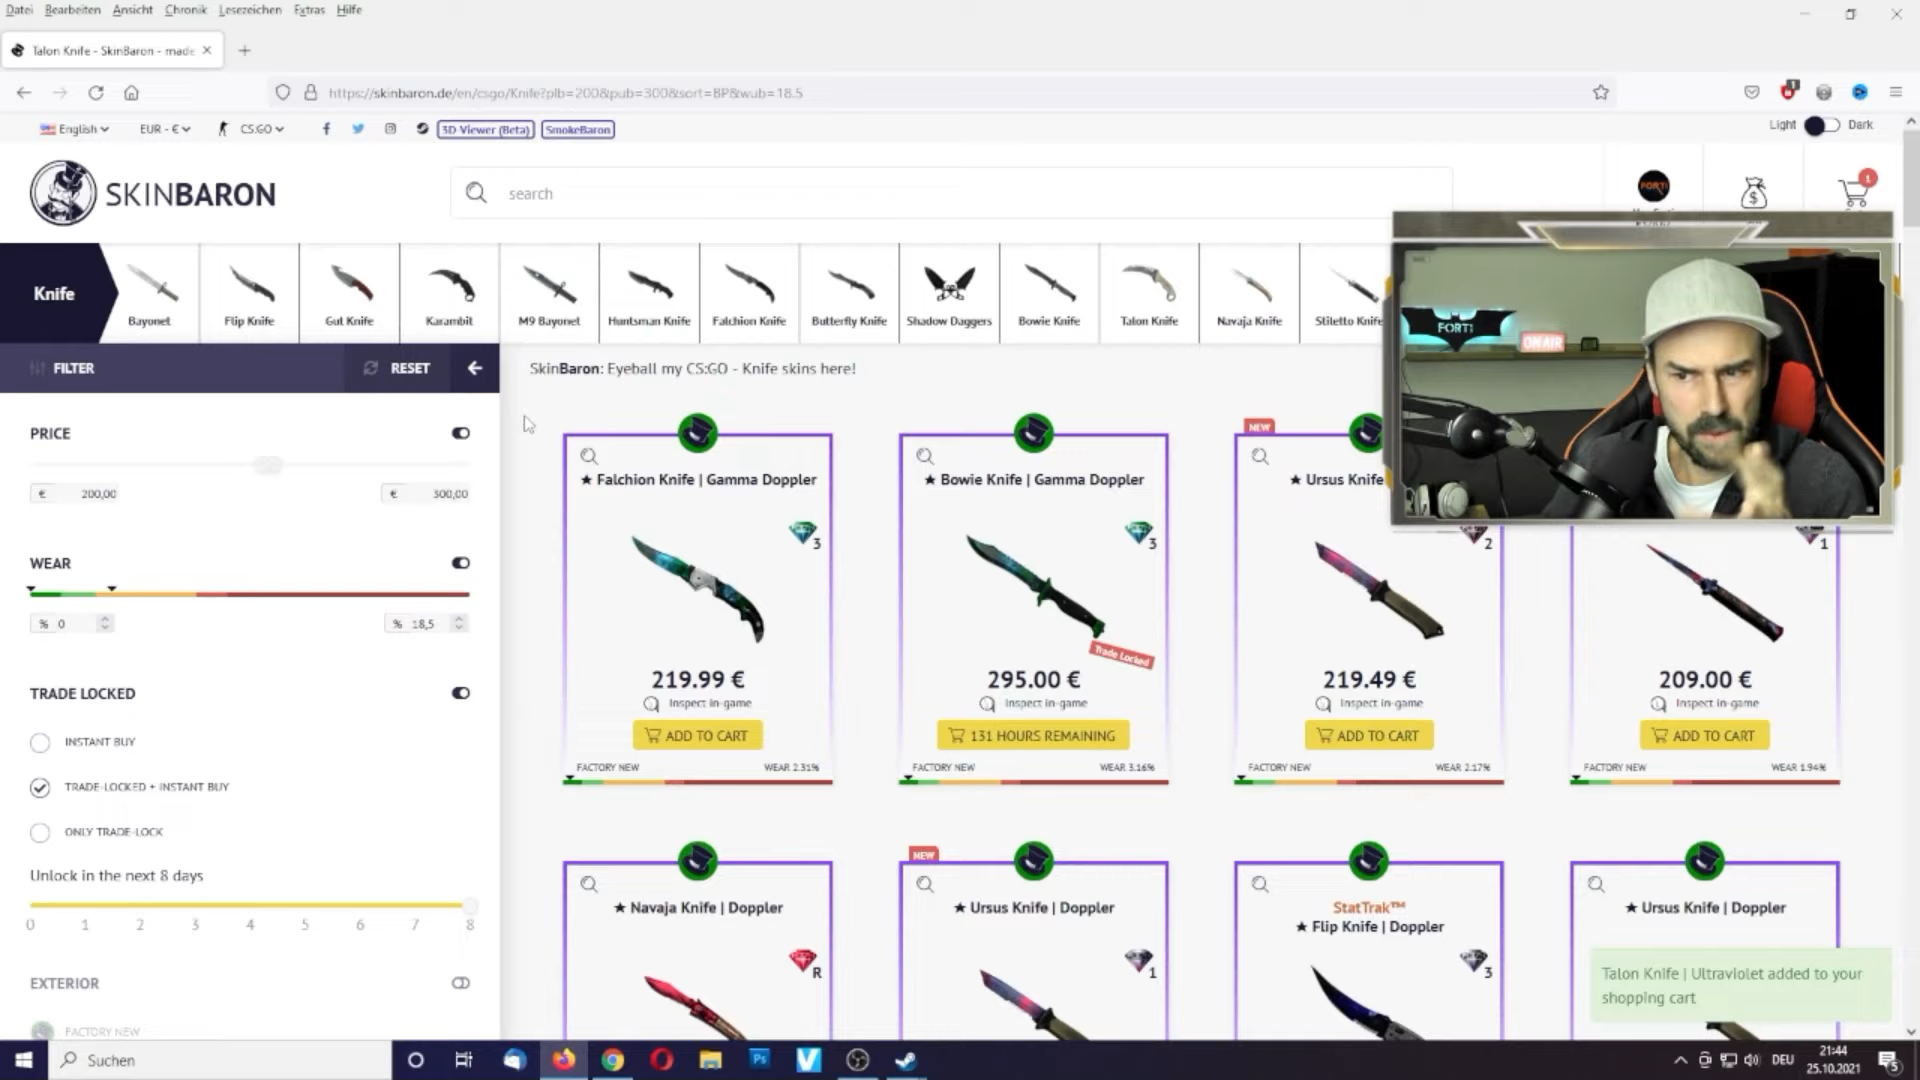 Datei Bearbeiten Ansicht Chronik Lesezeichen Extras Hilfe
Talon Knife - SkinBaron - made
https://skinbaron.de/en/csgo/Knife?plb=200&pub=300&sort=BP&wub=18.5
English EUR - € CS:GO 3D-Viewer (Beta) SmokeBaron Light Dark
SKINBARON
search
FORTI
1
Knife
Bayonet Flip Knife Gut Knife Karambit M9 Bayonet Huntsman Knife Falchion Knife Butterfly Knife Shadow Daggers Bowie Knife Talon Knife Navaja Knife Stiletto Knife
FORTI
ON AIR
FILTER RESET
SkinBaron: Eyeball my CS:GO - Knife skins here!
PRICE
€ 200,00 € 300,00
WEAR
% 0 % 18,5
TRADE LOCKED
INSTANT BUY
TRADE-LOCKED + INSTANT BUY
ONLY TRADE-LOCK
Unlock in the next 8 days
0 1 2 3 4 5 6 7 8
EXTERIOR
FACTORY NEW
★ Falchion Knife | Gamma Doppler
3
219.99 €
Inspect in-game
ADD TO CART
FACTORY NEW WEAR 2.31%
★ Bowie Knife | Gamma Doppler
3
Trade Locked
295.00 €
Inspect in-game
131 HOURS REMAINING
FACTORY NEW WEAR 3.16%
NEW
★ Ursus Knife
2
219.49 €
Inspect in-game
ADD TO CART
FACTORY NEW WEAR 2.17%
1
209.00 €
Inspect in-game
ADD TO CART
FACTORY NEW WEAR 1.94%
★ Navaja Knife | Doppler
R
NEW
★ Ursus Knife | Doppler
1
StatTrak™
★ Flip Knife | Doppler
3
★ Ursus Knife | Doppler
Talon Knife | Ultraviolet added to your
shopping cart
Suchen
Ps
DEU
21:44
25.10.2021
5